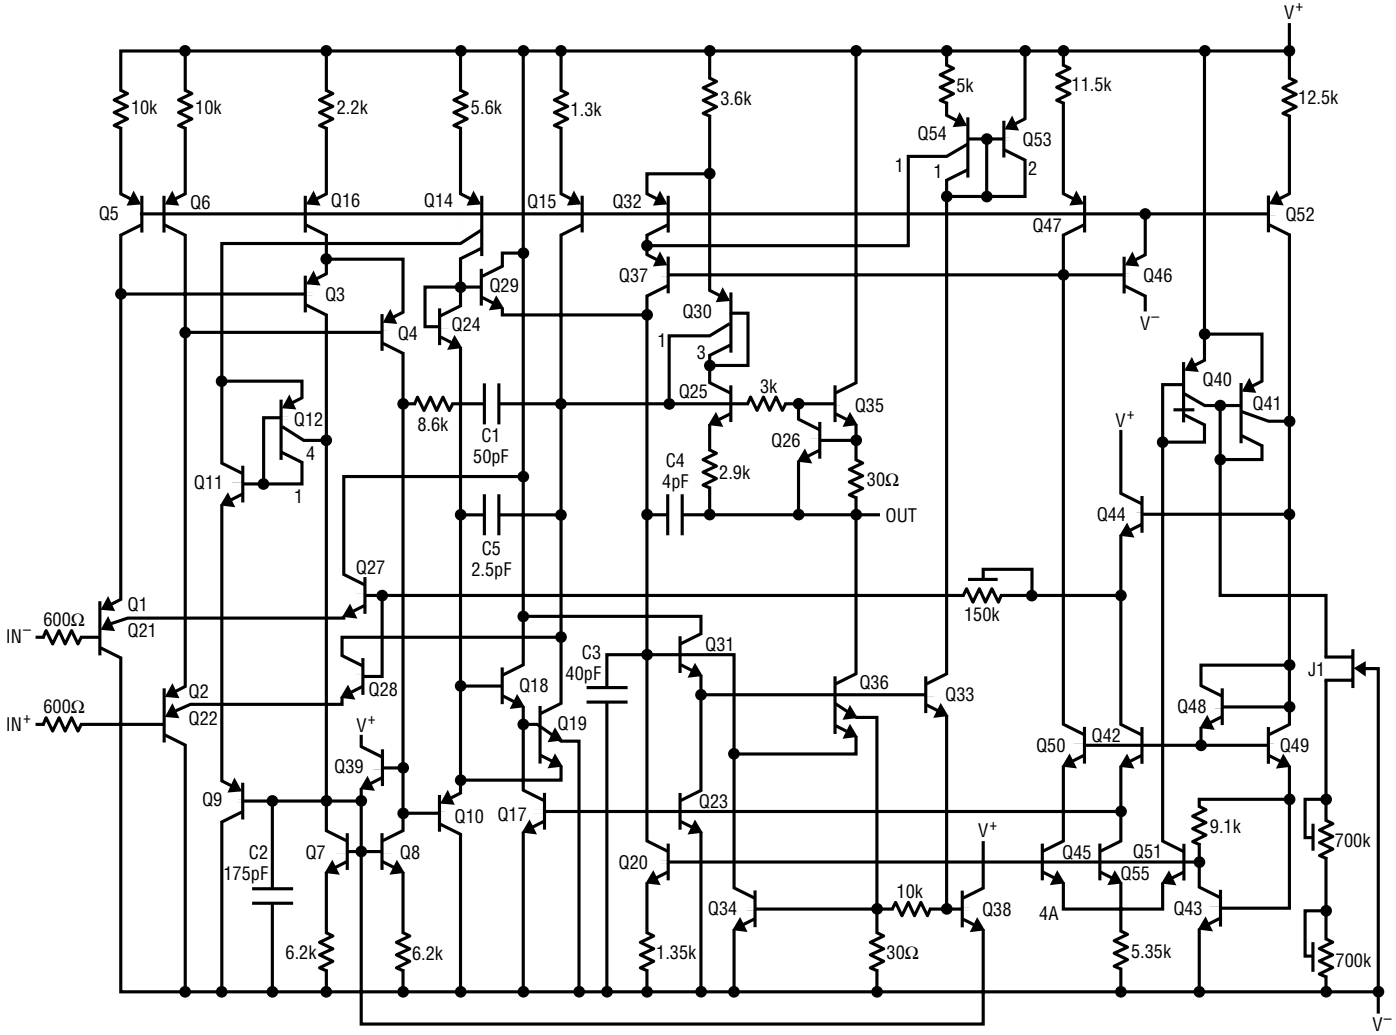 V+
10k
10k
2.2k
5.6k
1.3k
3.6k
5k
11.5k
12.5k
Q54
Q53
1
1
2
Q5
Q6
Q16
Q14
Q15
Q32
Q47
Q52
Q3
Q29
Q37
Q46
Q4
Q24
Q30
V–
1
3
Q12
4
8.6k
C1
50pF
Q25
3k
Q35
Q40
Q41
V+
Q11
1
Q26
C4
4pF
2.9k
30Ω
Q44
OUT
C5
2.5pF
Q27
Q1
600Ω
IN–
Q21
150k
Q28
Q31
C3
40pF
J1
Q2
600Ω
IN+
Q22
Q18
Q36
Q33
Q48
V+
Q19
Q39
Q50
Q42
Q49
Q9
Q10
Q17
Q23
V+
9.1k
700k
C2
175pF
Q7
Q8
Q20
Q45
Q51
Q55
10k
Q34
Q38
4A
Q43
6.2k
6.2k
1.35k
30Ω
5.35k
700k
V–